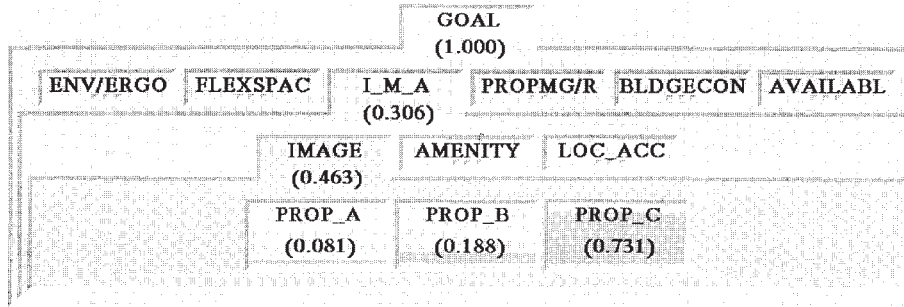 GOAL
(1.000)
ENV/ERGO FLEXSPAC I_M_A PROPMG/R BLDGECON AVAILABL
(0.306)
IMAGE AMENITY LOC_ACC
(0.463)
PROP_A PROP_B PROP_C
(0.081) (0.188) (0.731)